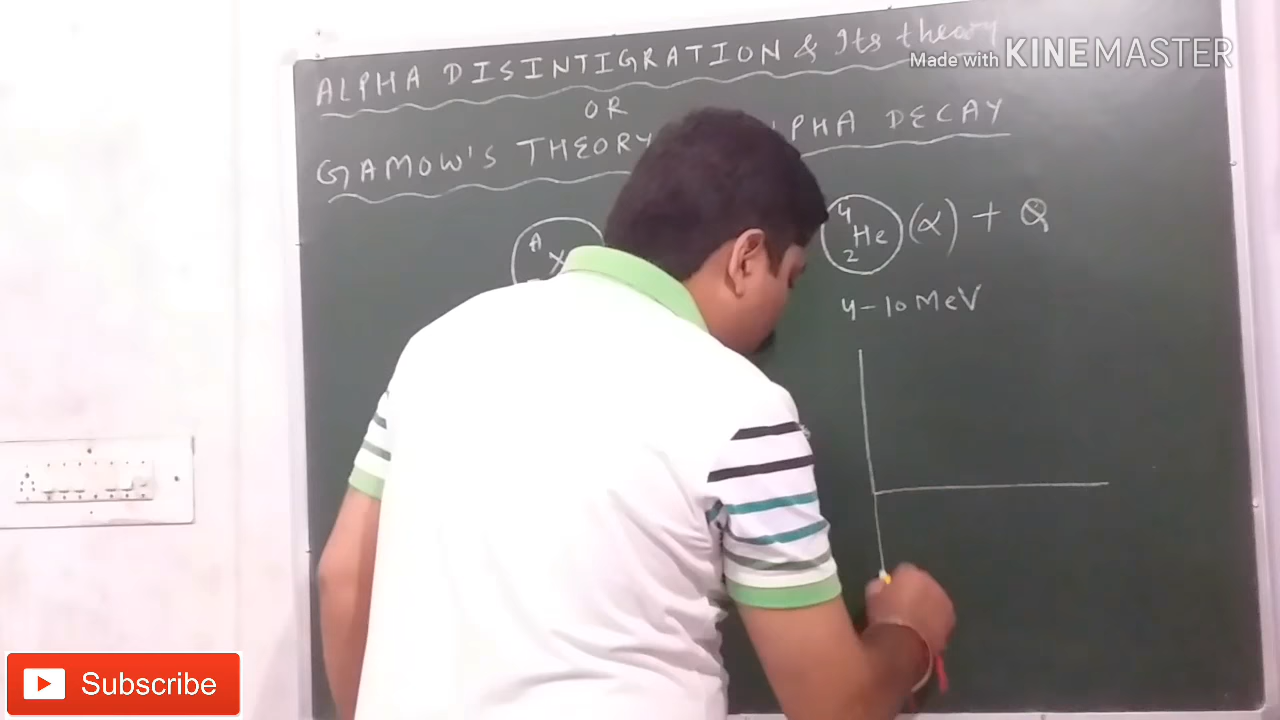 ALPHA DISINTIGRATION & Its theory
Made with KINEMASTER
OR
GAMOW'S THEORY PHA DECAY
A X 4 2 He (α) + Q
4-10 MeV
Subscribe